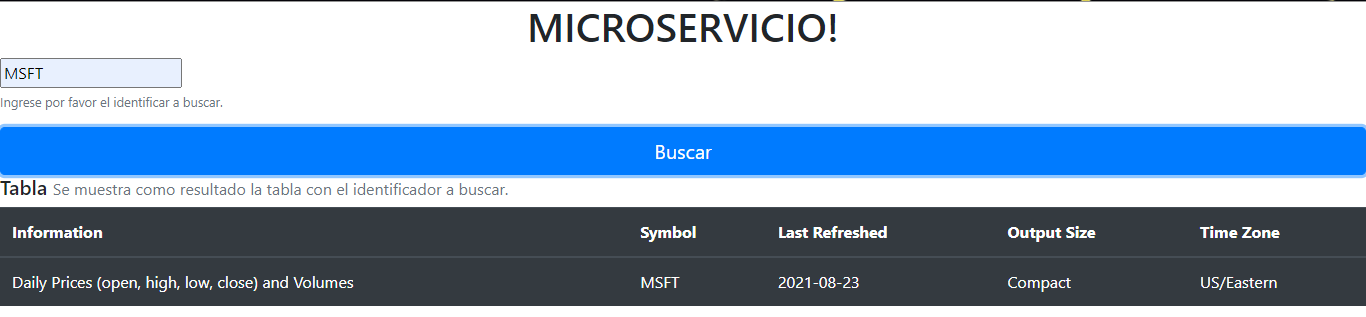 MICROSERVICIO!
MSFT
Ingrese por favor el identificar a buscar.
Buscar
Tabla Se muestra como resultado la tabla con el identificador a buscar.
Information Symbol Last Refreshed Output Size Time Zone
Daily Prices (open, high, low, close) and Volumes MSFT 2021-08-23 Compact US/Eastern